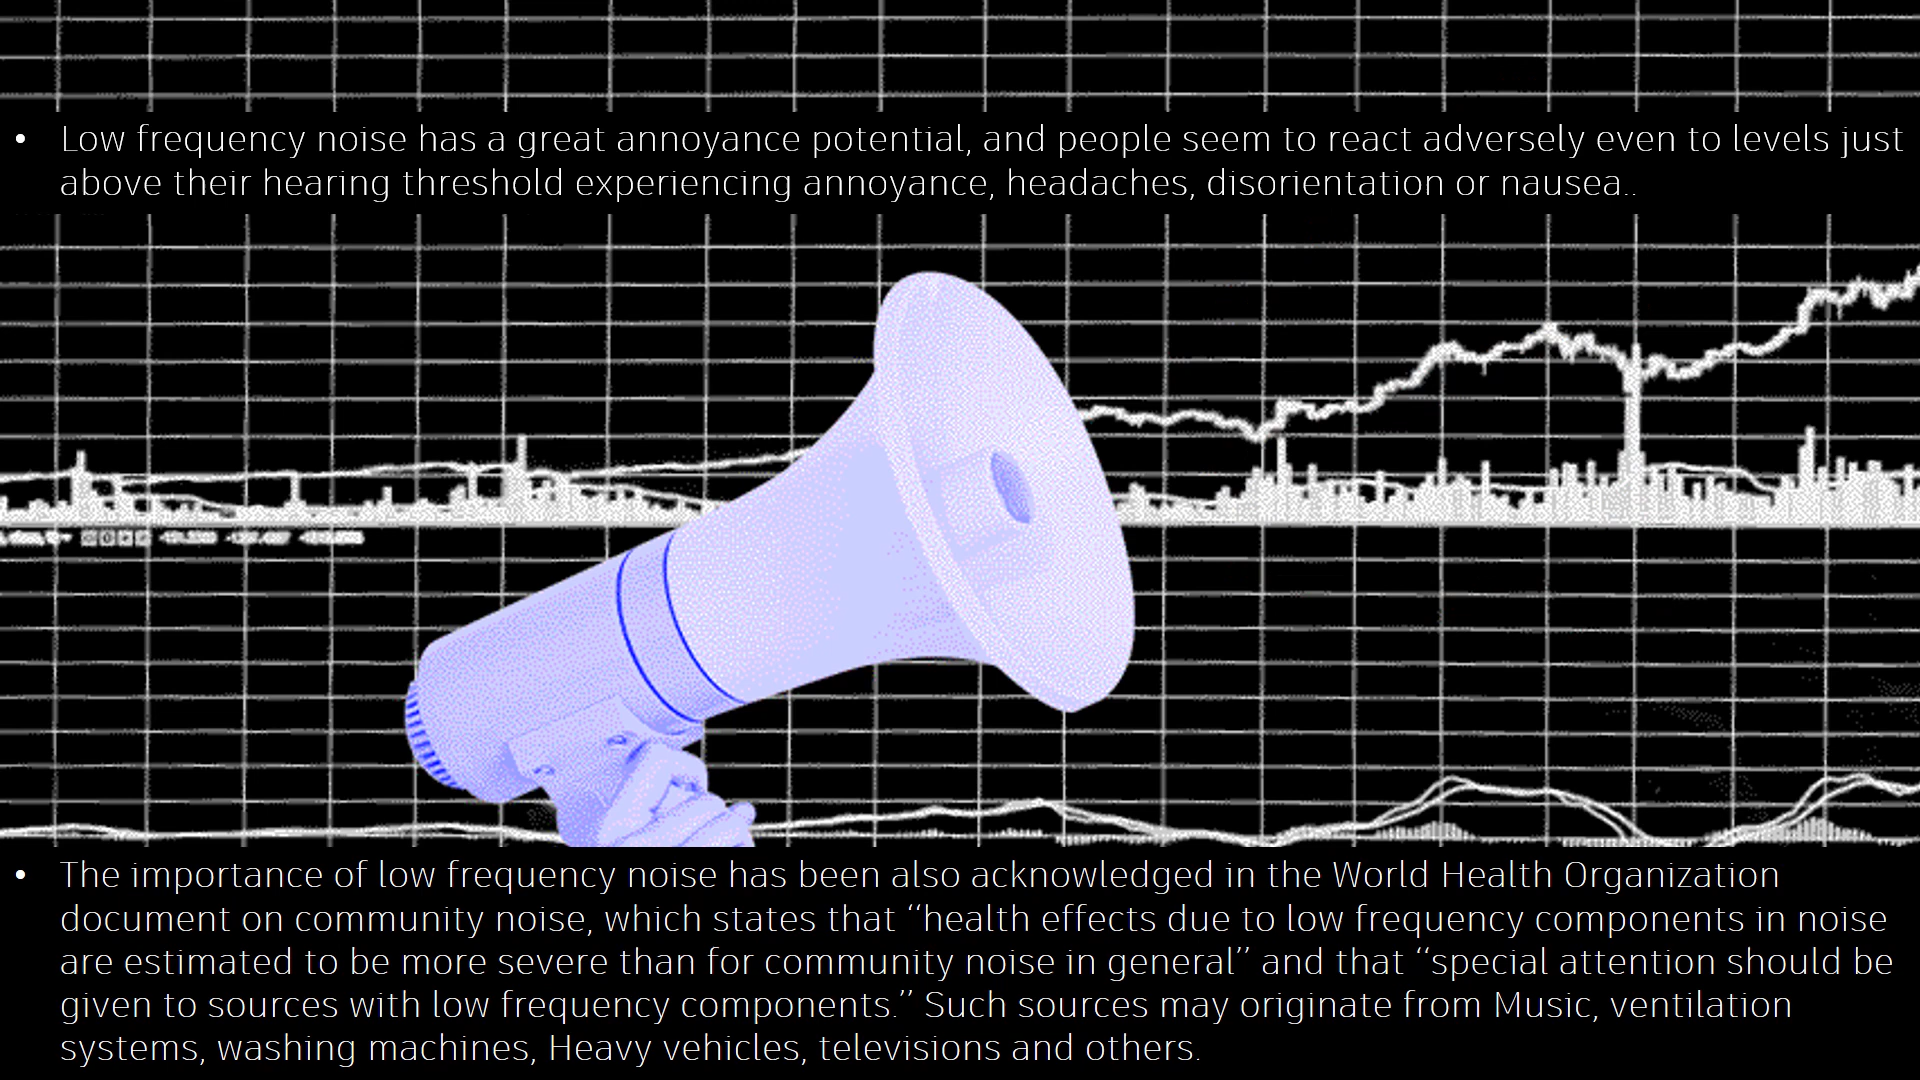 • Low frequency noise has a great annoyance potential, and people seem to react adversely even to levels just
above their hearing threshold experiencing annoyance, headaches, disorientation or nausea..
• The importance of low frequency noise has been also acknowledged in the World Health Organization
document on community noise, which states that ‘‘health effects due to low frequency components in noise
are estimated to be more severe than for community noise in general’’ and that ‘‘special attention should be
given to sources with low frequency components.’’ Such sources may originate from Music, ventilation
systems, washing machines, Heavy vehicles, televisions and others.